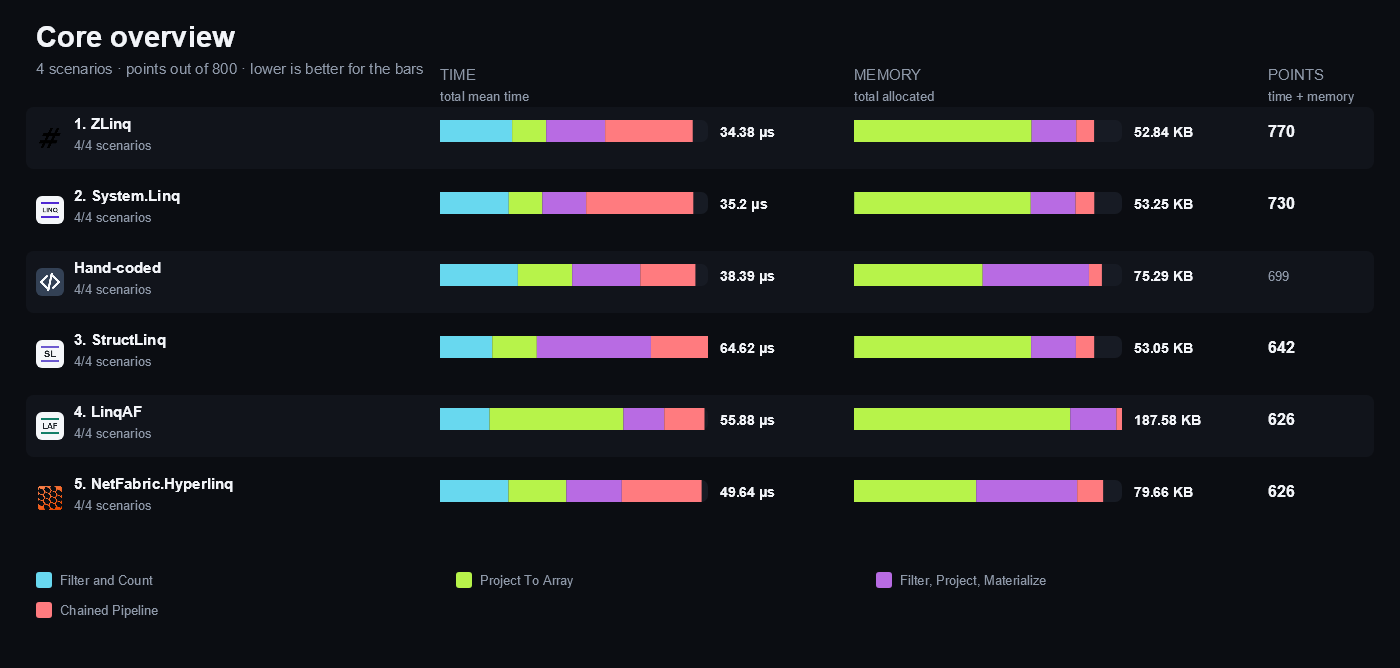 Core overview
4 scenarios · points out of 800 · lower is better for the bars
TIME
total mean time
MEMORY
total allocated
POINTS
time + memory
#
1. ZLinq
4/4 scenarios
34.38 µs
52.84 KB
770
LINQ
2. System.Linq
4/4 scenarios
35.2 µs
53.25 KB
730
</>
Hand-coded
4/4 scenarios
38.39 µs
75.29 KB
699
SL
3. StructLinq
4/4 scenarios
64.62 µs
53.05 KB
642
LAF
4. LinqAF
4/4 scenarios
55.88 µs
187.58 KB
626
5. NetFabric.Hyperlinq
4/4 scenarios
49.64 µs
79.66 KB
626
Filter and Count
Project To Array
Filter, Project, Materialize
Chained Pipeline